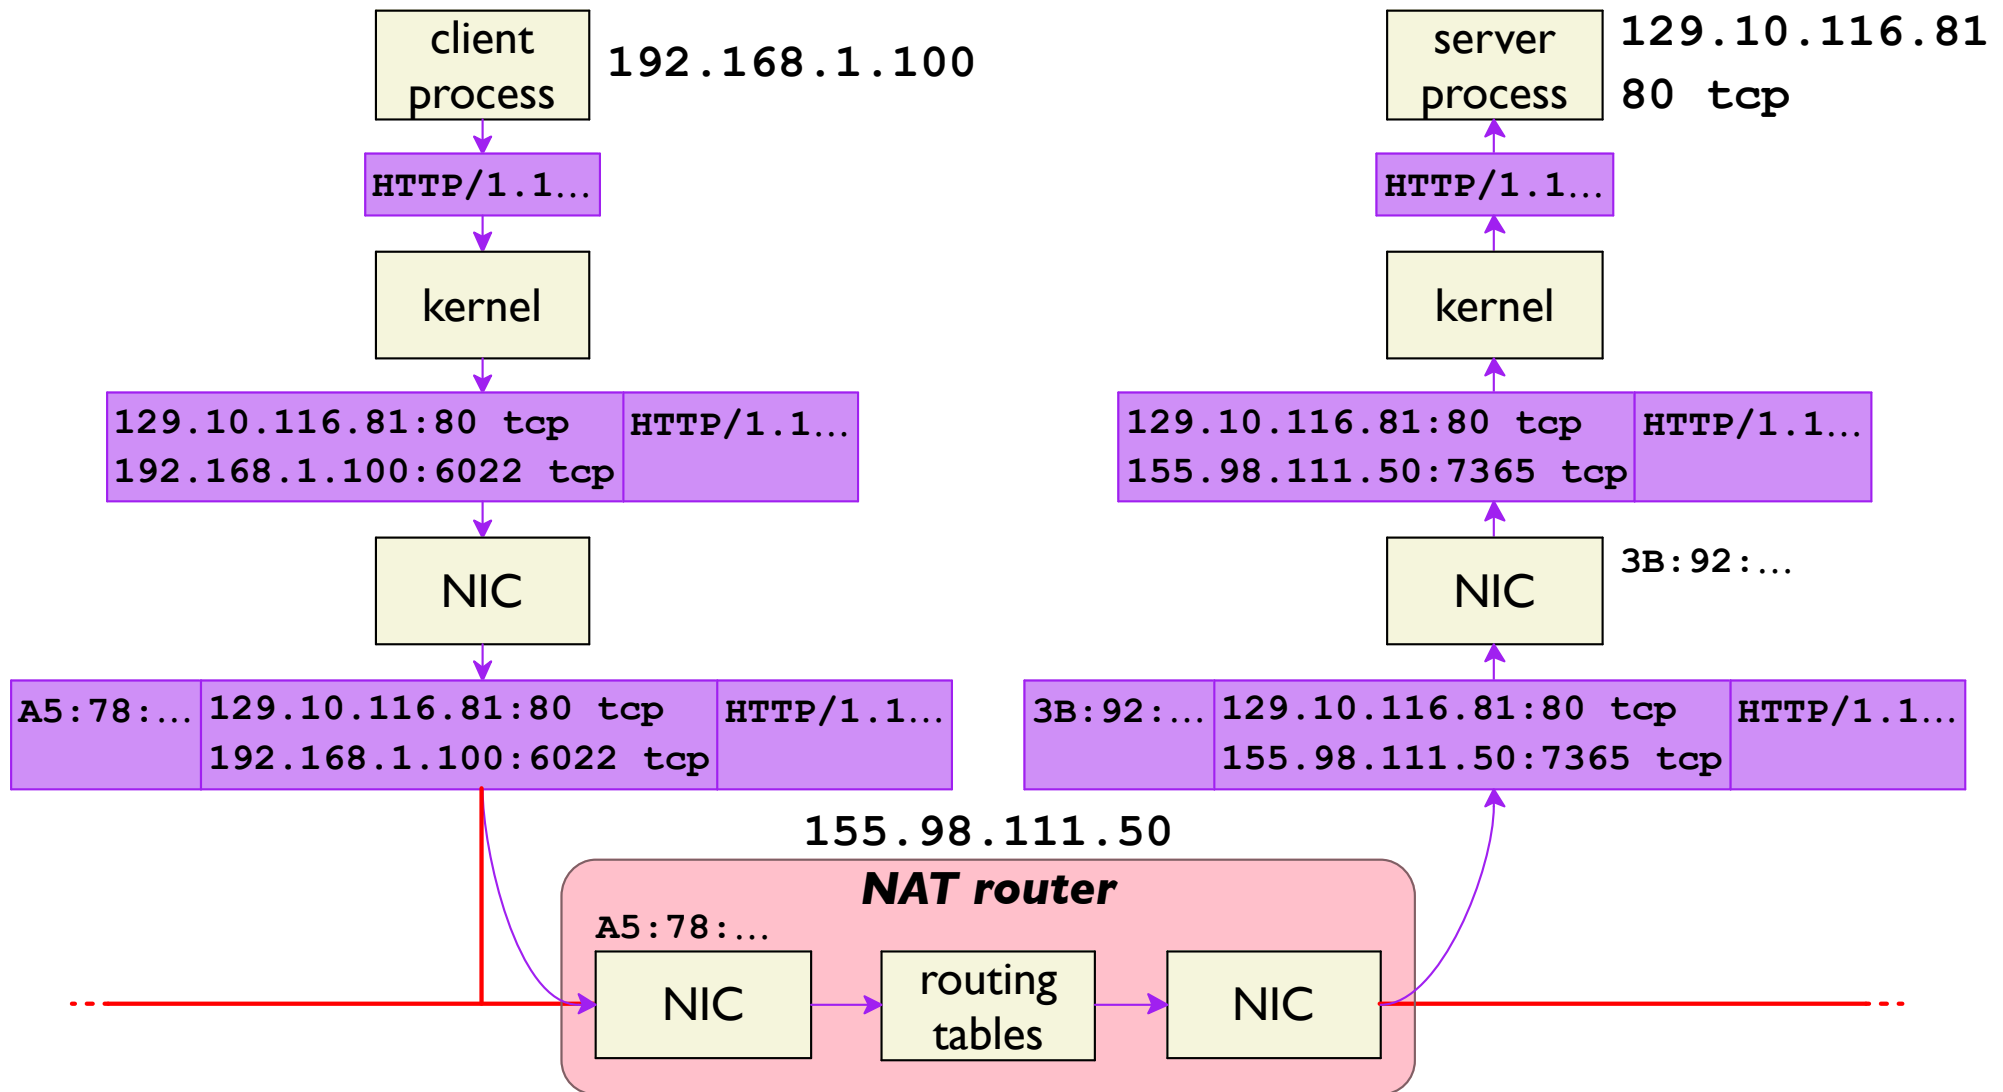 client
process
192.168.1.100
HTTP/1.1...
kernel
129.10.116.81:80 tcp
192.168.1.100:6022 tcp
HTTP/1.1...
NIC
A5:78:...
129.10.116.81:80 tcp
192.168.1.100:6022 tcp
HTTP/1.1...
155.98.111.50
NAT router
A5:78:...
NIC
routing
tables
NIC
server
process
129.10.116.81
80 tcp
HTTP/1.1...
kernel
129.10.116.81:80 tcp
155.98.111.50:7365 tcp
HTTP/1.1...
NIC
3B:92:...
3B:92:...
129.10.116.81:80 tcp
155.98.111.50:7365 tcp
HTTP/1.1...